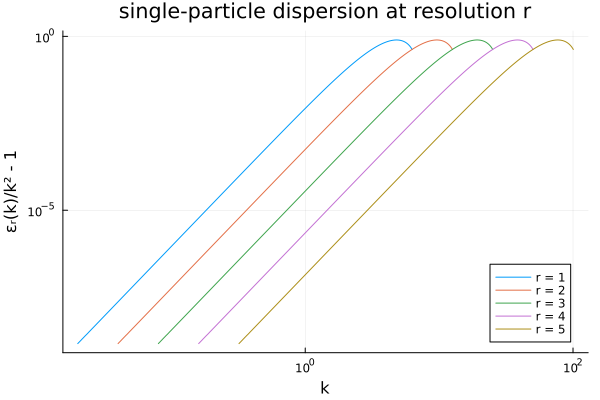 single-particle dispersion at resolution r
εᵣ(k)/k² - 1
10⁰
10⁻⁵
r = 1
r = 2
r = 3
r = 4
r = 5
10⁰
10²
k